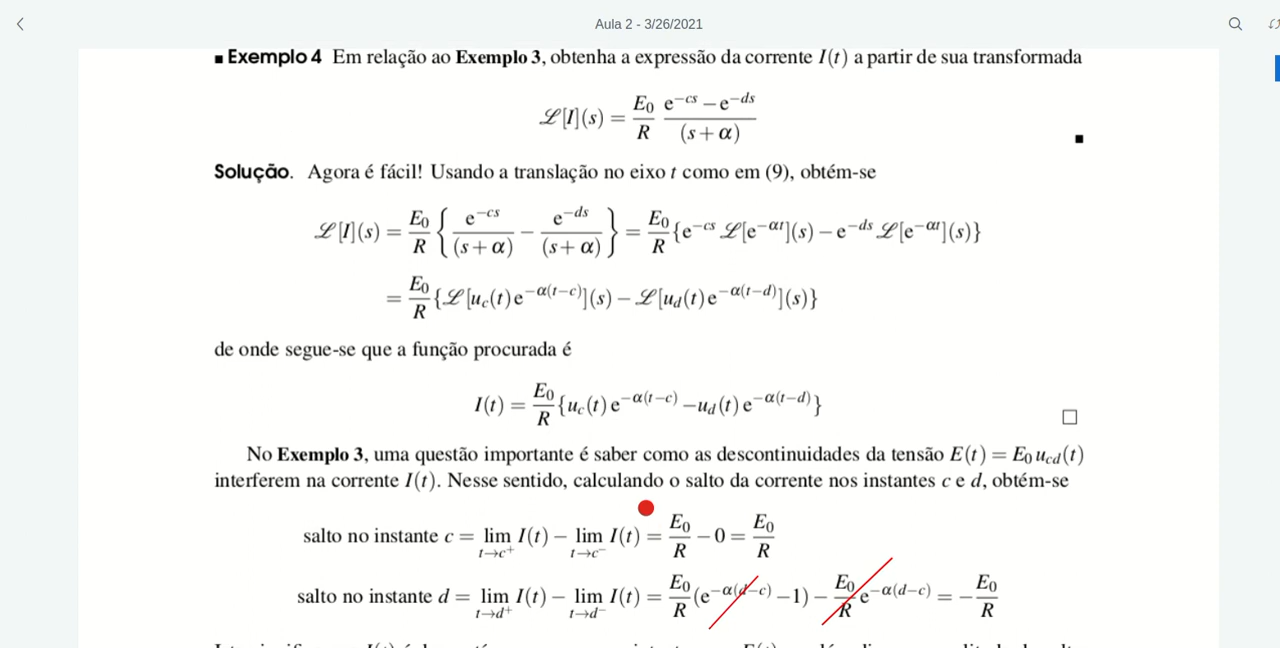 Aula 2 - 3/26/2021
▪ Exemplo 4 Em relação ao Exemplo 3, obtenha a expressão da corrente I(t) a partir de sua transformada
ℒ[I](s) = E₀/R (e^{−cs} − e^{−ds})/(s + α)
Solução. Agora é fácil! Usando a translação no eixo t como em (9), obtém-se
ℒ[I](s) = E₀/R { e^{−cs}/(s + α) − e^{−ds}/(s + α) } = E₀/R {e^{−cs} ℒ[e^{−αt}](s) − e^{−ds} ℒ[e^{−αt}](s)}
= E₀/R {ℒ[u_c(t) e^{−α(t−c)}](s) − ℒ[u_d(t) e^{−α(t−d)}](s)}
de onde segue-se que a função procurada é
I(t) = E₀/R {u_c(t) e^{−α(t−c)} − u_d(t) e^{−α(t−d)}}
No Exemplo 3, uma questão importante é saber como as descontinuidades da tensão E(t) = E₀ u_{cd}(t)
interferem na corrente I(t). Nesse sentido, calculando o salto da corrente nos instantes c e d, obtém-se
salto no instante c = lim_{t→c⁺} I(t) − lim_{t→c⁻} I(t) = E₀/R − 0 = E₀/R
salto no instante d = lim_{t→d⁺} I(t) − lim_{t→d⁻} I(t) = E₀/R (e^{−α(d−c)} − 1) − E₀/R e^{−α(d−c)} = −E₀/R